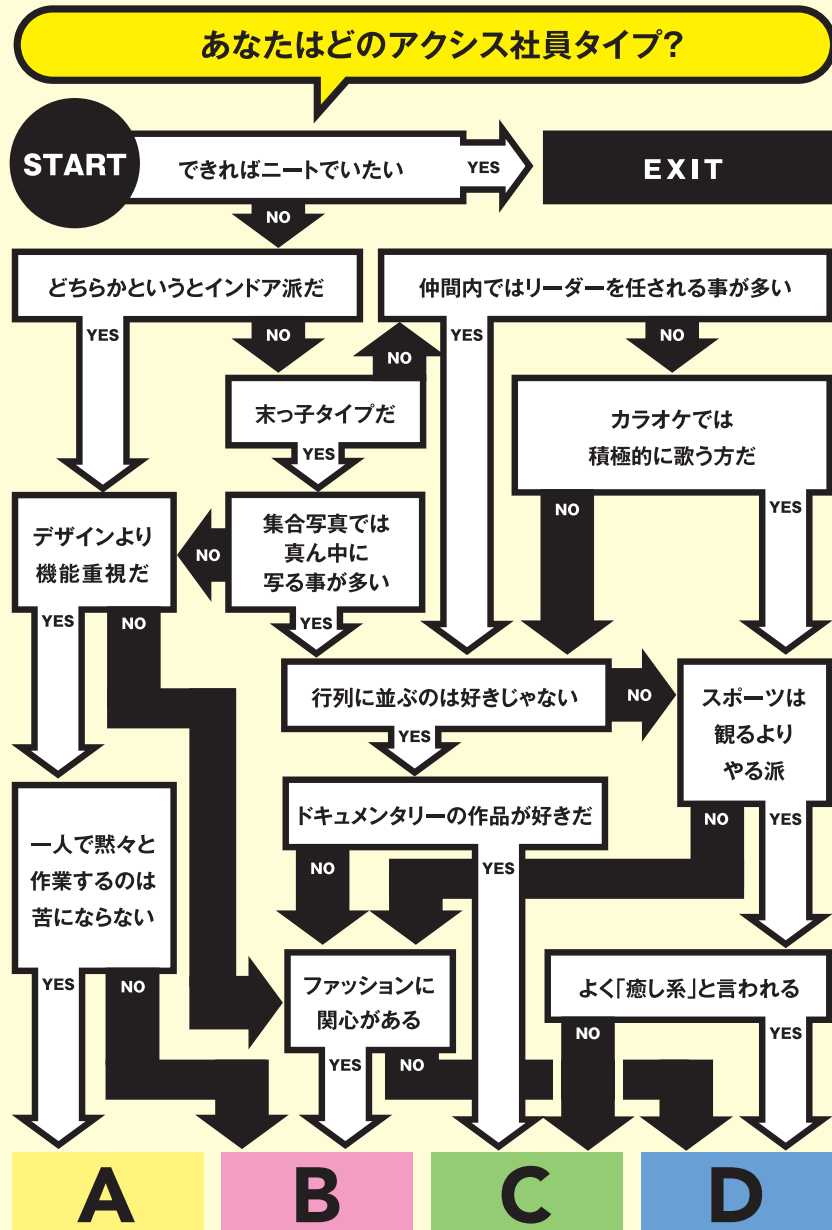 あなたはどのアクシス社員タイプ?
START
できればニートでいたい
YES
EXIT
NO
どちらかというとインドア派だ
仲間内ではリーダーを任される事が多い
YES
NO
NO
YES
NO
末っ子タイプだ
YES
カラオケでは
積極的に歌う方だ
NO
YES
デザインより
機能重視だ
NO
集合写真では
真ん中に
写る事が多い
YES
NO
YES
行列に並ぶのは好きじゃない
NO
YES
スポーツは
観るより
やる派
NO
YES
ドキュメンタリーの作品が好きだ
NO
YES
一人で黙々と
作業するのは
苦にならない
YES
NO
ファッションに
関心がある
YES
NO
よく「癒し系」と言われる
NO
YES
A
B
C
D